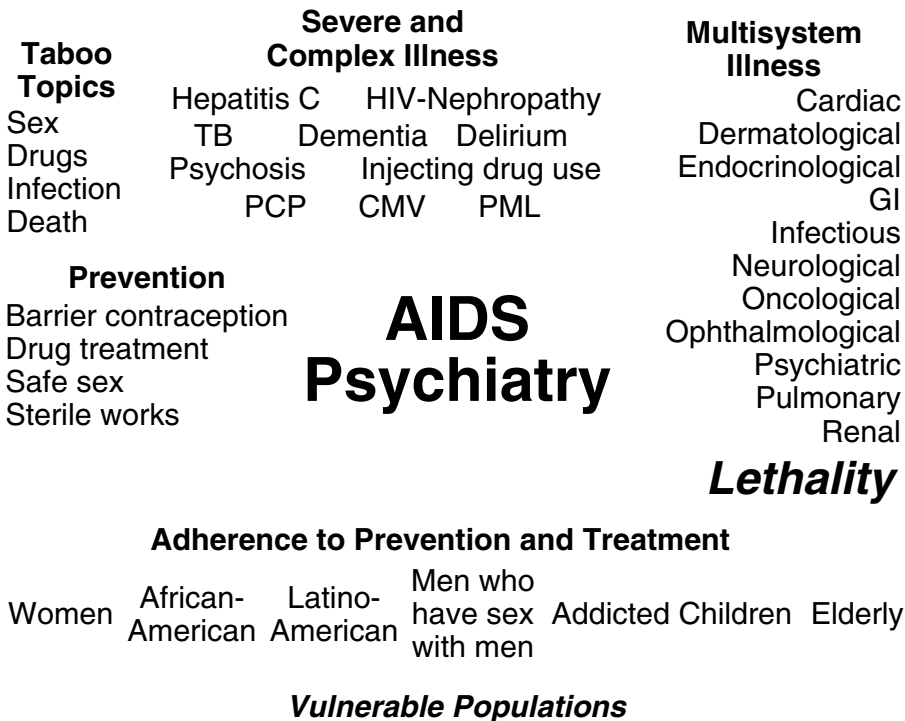 Taboo
Topics
Sex
Drugs
Infection
Death
Severe and
Complex Illness
Hepatitis C HIV-Nephropathy
TB Dementia Delirium
Psychosis Injecting drug use
PCP CMV PML
Multisystem
Illness
Cardiac
Dermatological
Endocrinological
GI
Infectious
Neurological
Oncological
Ophthalmological
Psychiatric
Pulmonary
Renal
Prevention
Barrier contraception
Drug treatment
Safe sex
Sterile works
AIDS
Psychiatry
Lethality
Adherence to Prevention and Treatment
Women
African-
American
Latino-
American
Men who
have sex
with men
Addicted
Children
Elderly
Vulnerable Populations